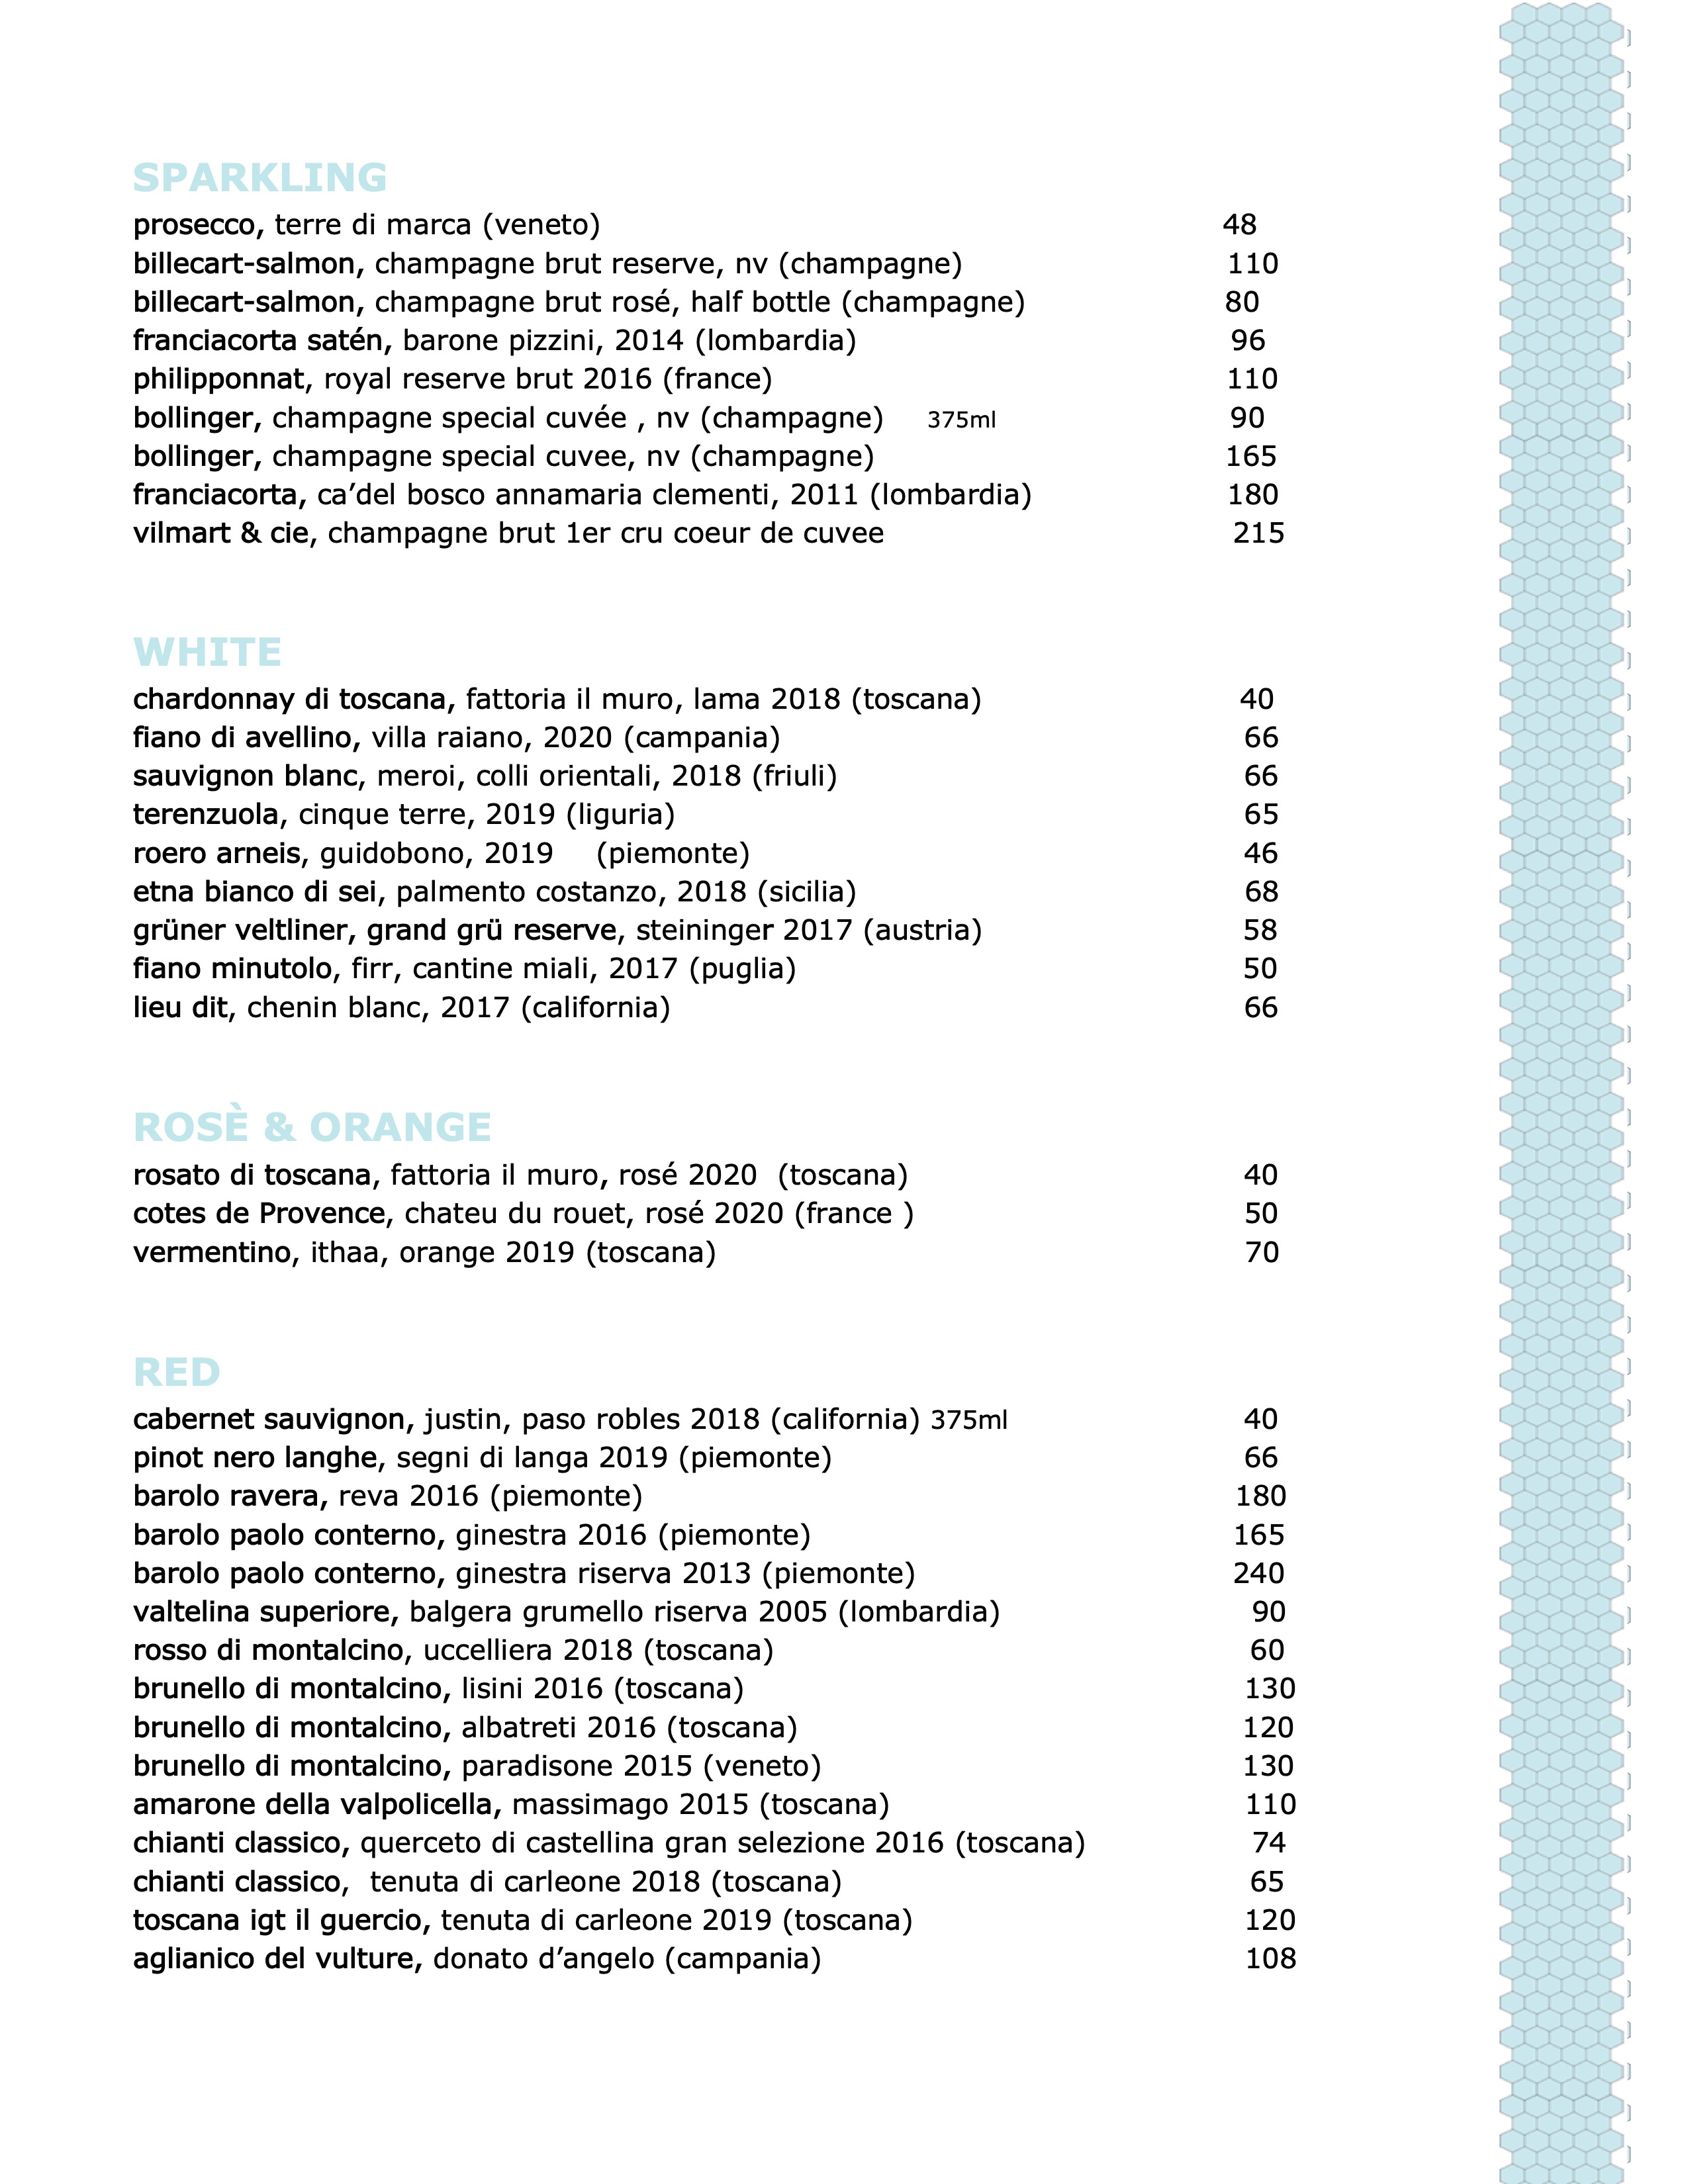 SPARKLING
prosecco, terre di marca (veneto) 48
billecart-salmon, champagne brut reserve, nv (champagne) 110
billecart-salmon, champagne brut rosé, half bottle (champagne) 80
franciacorta satén, barone pizzini, 2014 (lombardia) 96
philipponnat, royal reserve brut 2016 (france) 110
bollinger, champagne special cuvée , nv (champagne) 375ml 90
bollinger, champagne special cuvee, nv (champagne) 165
franciacorta, ca’del bosco annamaria clementi, 2011 (lombardia) 180
vilmart & cie, champagne brut 1er cru coeur de cuvee 215
WHITE
chardonnay di toscana, fattoria il muro, lama 2018 (toscana) 40
fiano di avellino, villa raiano, 2020 (campania) 66
sauvignon blanc, meroi, colli orientali, 2018 (friuli) 66
terenzuola, cinque terre, 2019 (liguria) 65
roero arneis, guidobono, 2019 (piemonte) 46
etna bianco di sei, palmento costanzo, 2018 (sicilia) 68
grüner veltliner, grand grü reserve, steininger 2017 (austria) 58
fiano minutolo, firr, cantine miali, 2017 (puglia) 50
lieu dit, chenin blanc, 2017 (california) 66
ROSÈ & ORANGE
rosato di toscana, fattoria il muro, rosé 2020 (toscana) 40
cotes de Provence, chateu du rouet, rosé 2020 (france ) 50
vermentino, ithaa, orange 2019 (toscana) 70
RED
cabernet sauvignon, justin, paso robles 2018 (california) 375ml 40
pinot nero langhe, segni di langa 2019 (piemonte) 66
barolo ravera, reva 2016 (piemonte) 180
barolo paolo conterno, ginestra 2016 (piemonte) 165
barolo paolo conterno, ginestra riserva 2013 (piemonte) 240
valtelina superiore, balgera grumello riserva 2005 (lombardia) 90
rosso di montalcino, uccelliera 2018 (toscana) 60
brunello di montalcino, lisini 2016 (toscana) 130
brunello di montalcino, albatreti 2016 (toscana) 120
brunello di montalcino, paradisone 2015 (veneto) 130
amarone della valpolicella, massimago 2015 (toscana) 110
chianti classico, querceto di castellina gran selezione 2016 (toscana) 74
chianti classico, tenuta di carleone 2018 (toscana) 65
toscana igt il guercio, tenuta di carleone 2019 (toscana) 120
aglianico del vulture, donato d’angelo (campania) 108